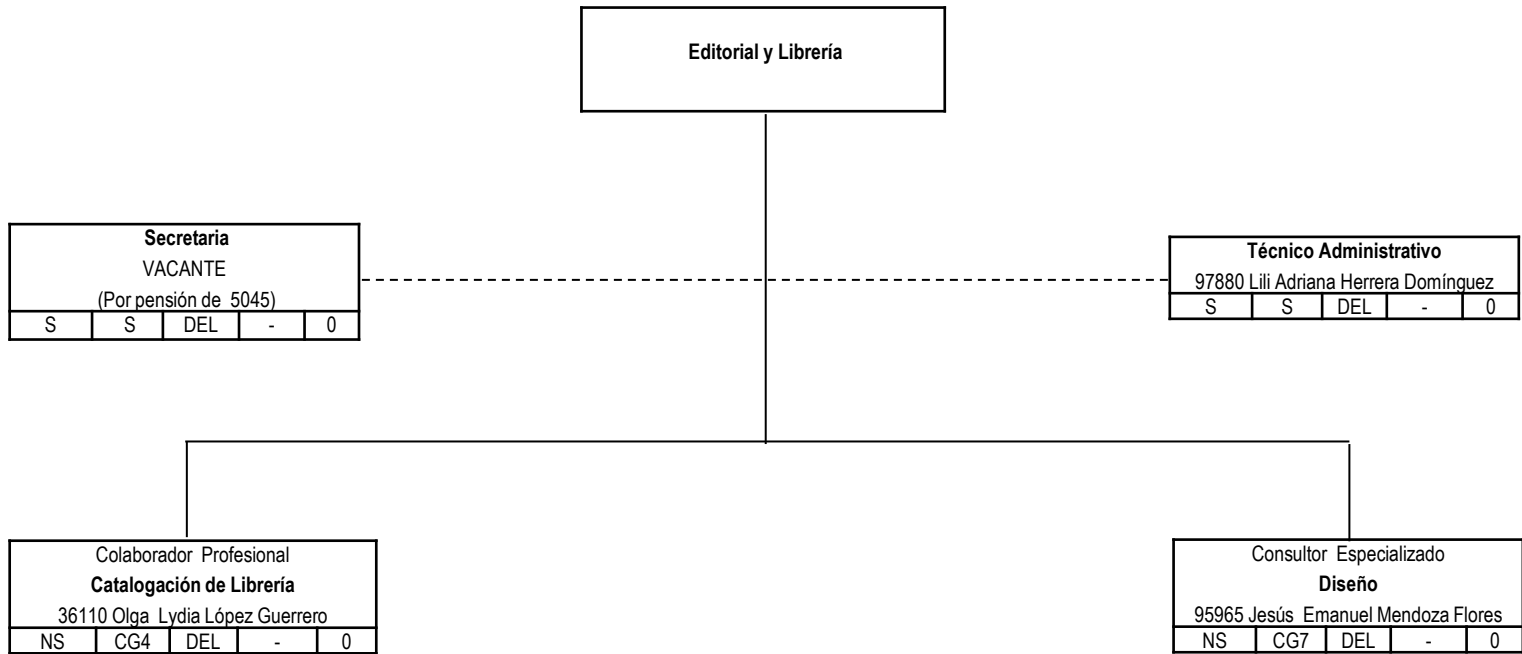 Editorial y Librería
Secretaria
VACANTE
(Por pensión de 5045)
S S DEL - 0
Técnico Administrativo
97880 Lili Adriana Herrera Domínguez
S S DEL - 0
Colaborador Profesional
Catalogación de Librería
36110 Olga Lydia López Guerrero
NS CG4 DEL - 0
Consultor Especializado
Diseño
95965 Jesús Emanuel Mendoza Flores
NS CG7 DEL - 0